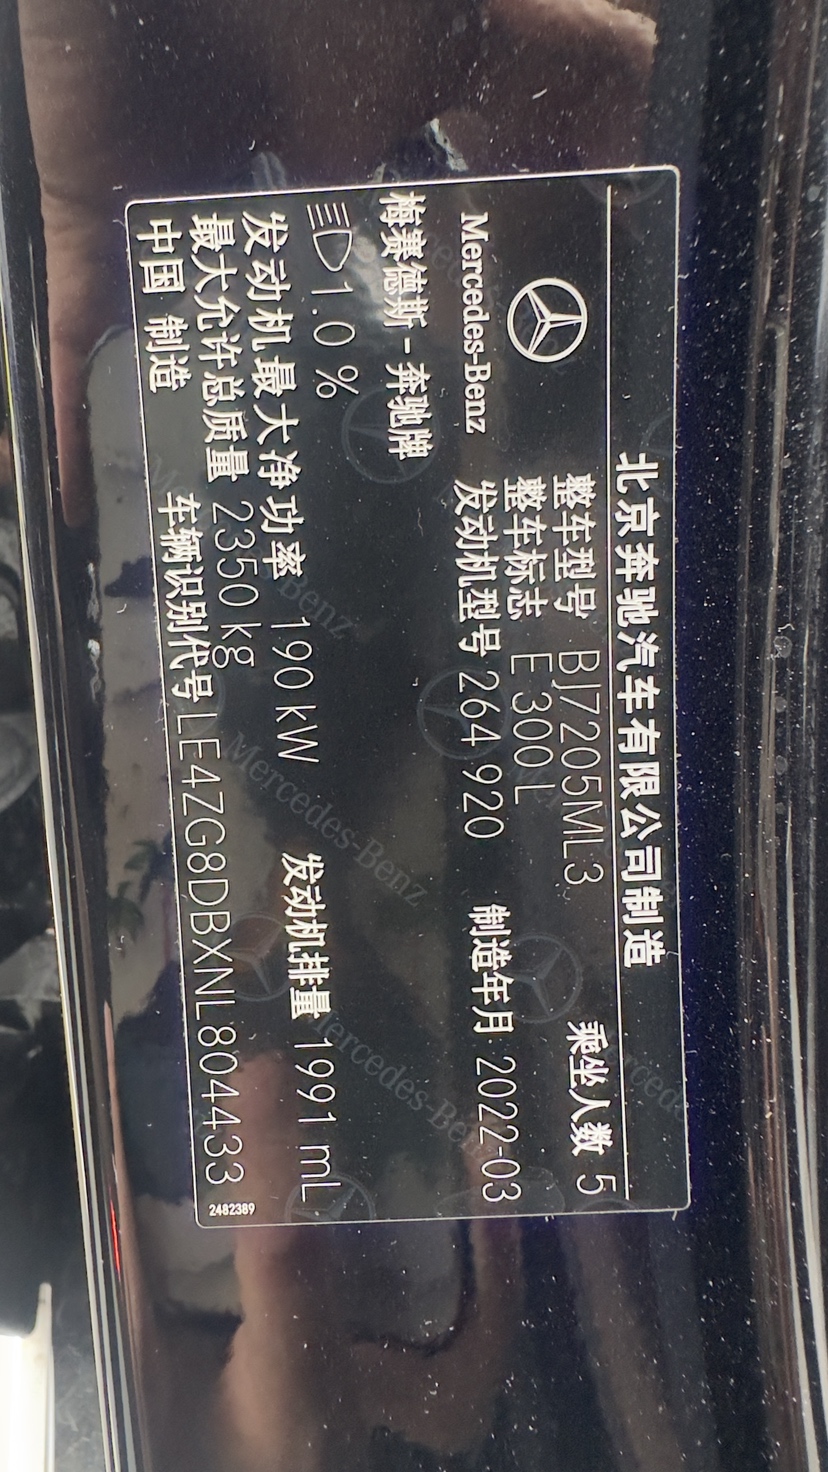 北京奔驰汽车有限公司制造
整车型号 BJ7205ML3 乘坐人数 5
整车标志 E 300 L
Mercedes-Benz 发动机型号 264 920 制造年月 2022-03
梅赛德斯-奔驰牌
1.0 %
发动机最大净功率 190 kW 发动机排量 1991 mL
最大允许总质量 2350 kg
中国 制造 车辆识别代号 LE4ZG8DBXNL804433
2482389